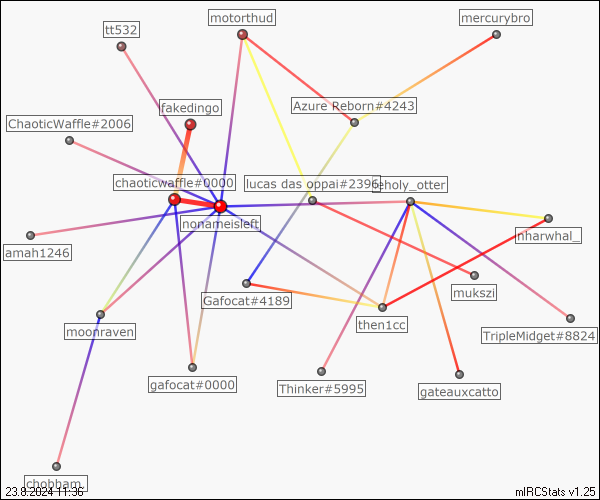 motorthud
mercurybro
tt532
fakedingo
Azure Reborn#4243
ChaoticWaffle#2006
chaoticwaffle#0000
lucas das oppai#2396
eholy_otter
nonameisleft
nharwhal_
amah1246
Gafocat#4189
mukszi
moonraven
then1cc
TripleMidget#8824
gafocat#0000
Thinker#5995
gateauxcatto
chobham_
23.8.2024 11:36
mIRCStats v1.25